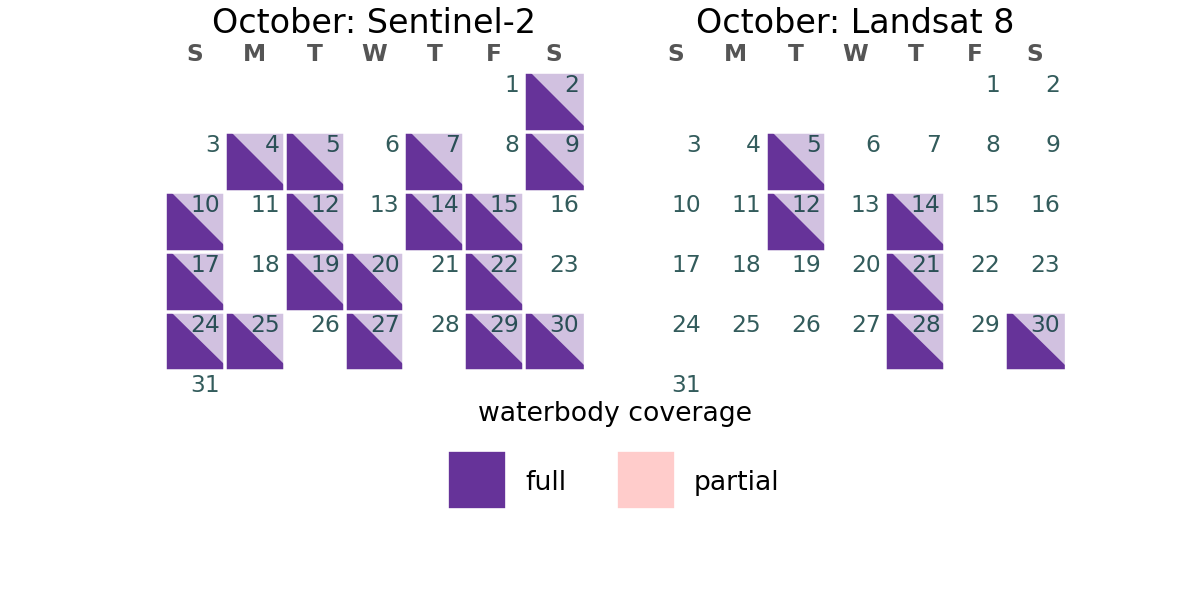 October: Sentinel-2
S M T W T F S
1 2
3 4 5 6 7 8 9
10 11 12 13 14 15 16
17 18 19 20 21 22 23
24 25 26 27 28 29 30
31
October: Landsat 8
S M T W T F S
1 2
3 4 5 6 7 8 9
10 11 12 13 14 15 16
17 18 19 20 21 22 23
24 25 26 27 28 29 30
31
waterbody coverage
full partial